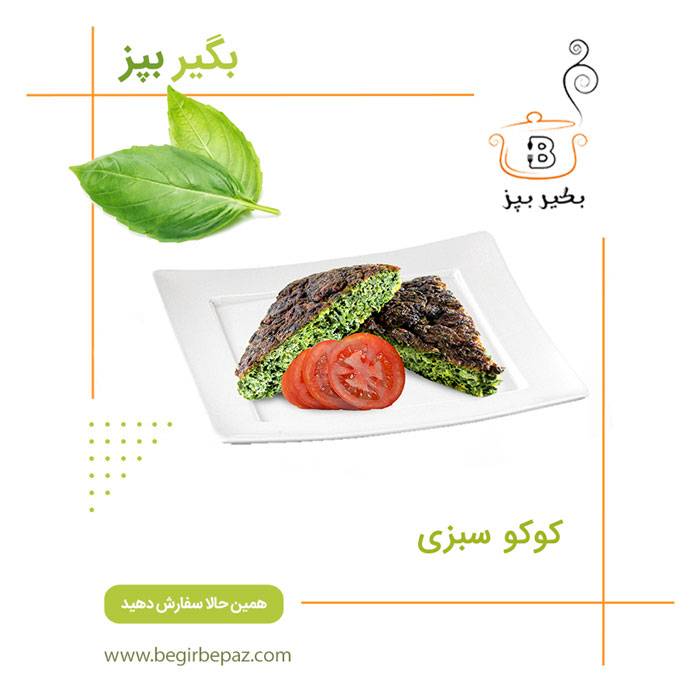 بگیر بپز
B
بگیر بپز
کوکو سبزی
همین حالا سفارش دهید
www.begirbepaz.com